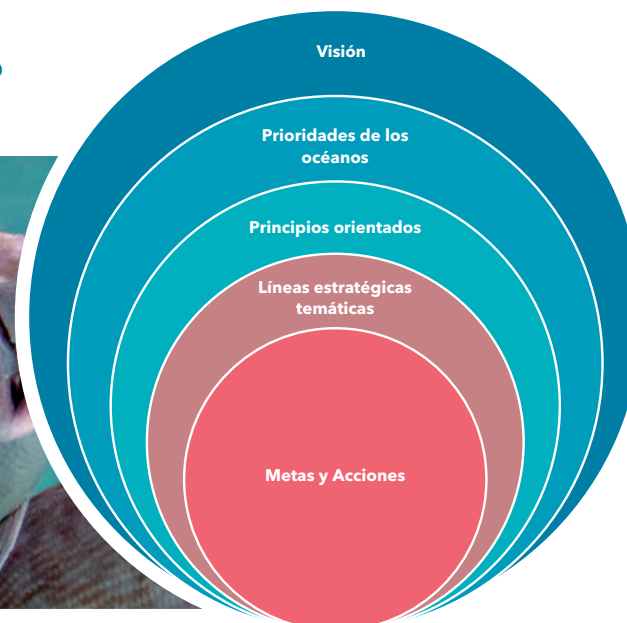 Visión
Prioridades de los
océanos
Principios orientados
Líneas estratégicas
temáticas
Metas y Acciones